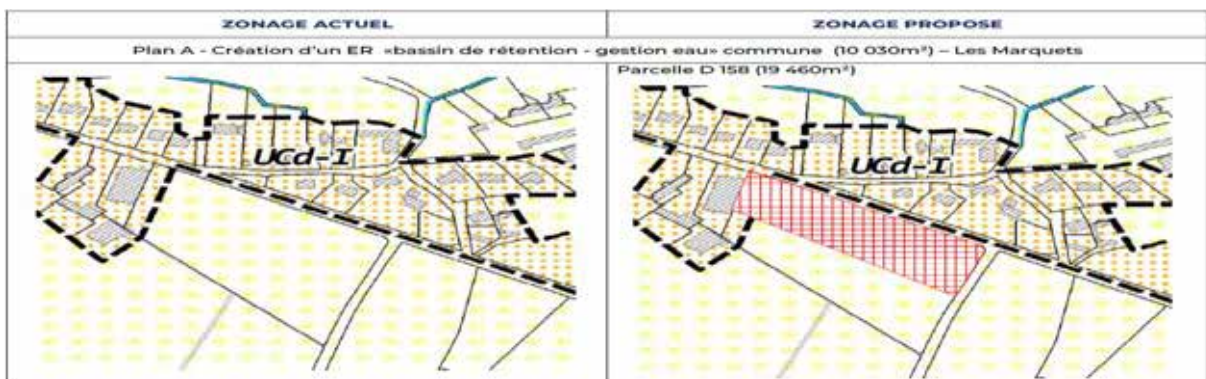 ZONAGE ACTUEL
ZONAGE PROPOSE
Plan A - Création d'un ER «bassin de rétention - gestion eau» commune (10 030m²) – Les Marquets
Parcelle D 158 (19 460m²)
UCd-I
UCd-I